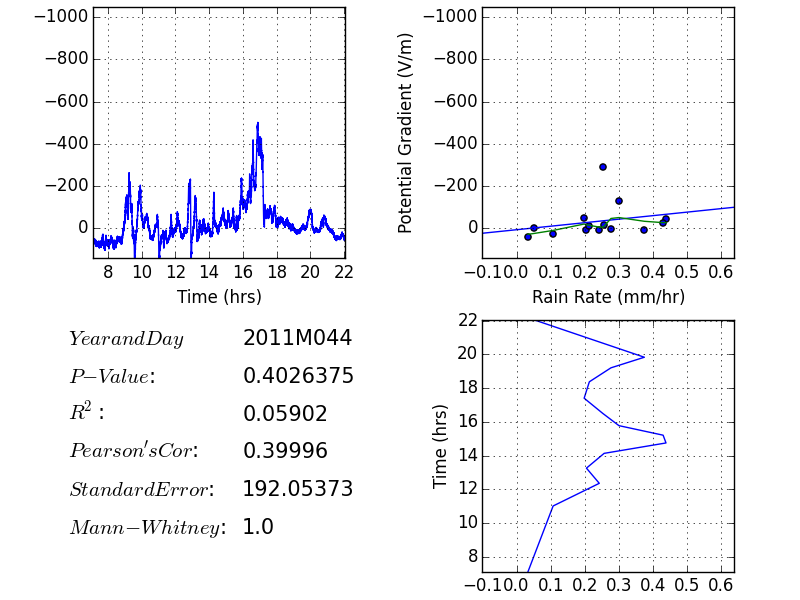 −1000
−800
−600
−400
−200
0
8 10 12 14 16 18 20 22
Time (hrs)
Potential Gradient (V/m)
−1000
−800
−600
−400
−200
0
−0.1 0.0 0.1 0.2 0.3 0.4 0.5 0.6
Rain Rate (mm/hr)
YearandDay 2011M044
P−Value: 0.4026375
R²: 0.05902
Pearson'sCor: 0.39996
StandardError: 192.05373
Mann−Whitney: 1.0
Time (hrs)
22
20
18
16
14
12
10
8
−0.1 0.0 0.1 0.2 0.3 0.4 0.5 0.6